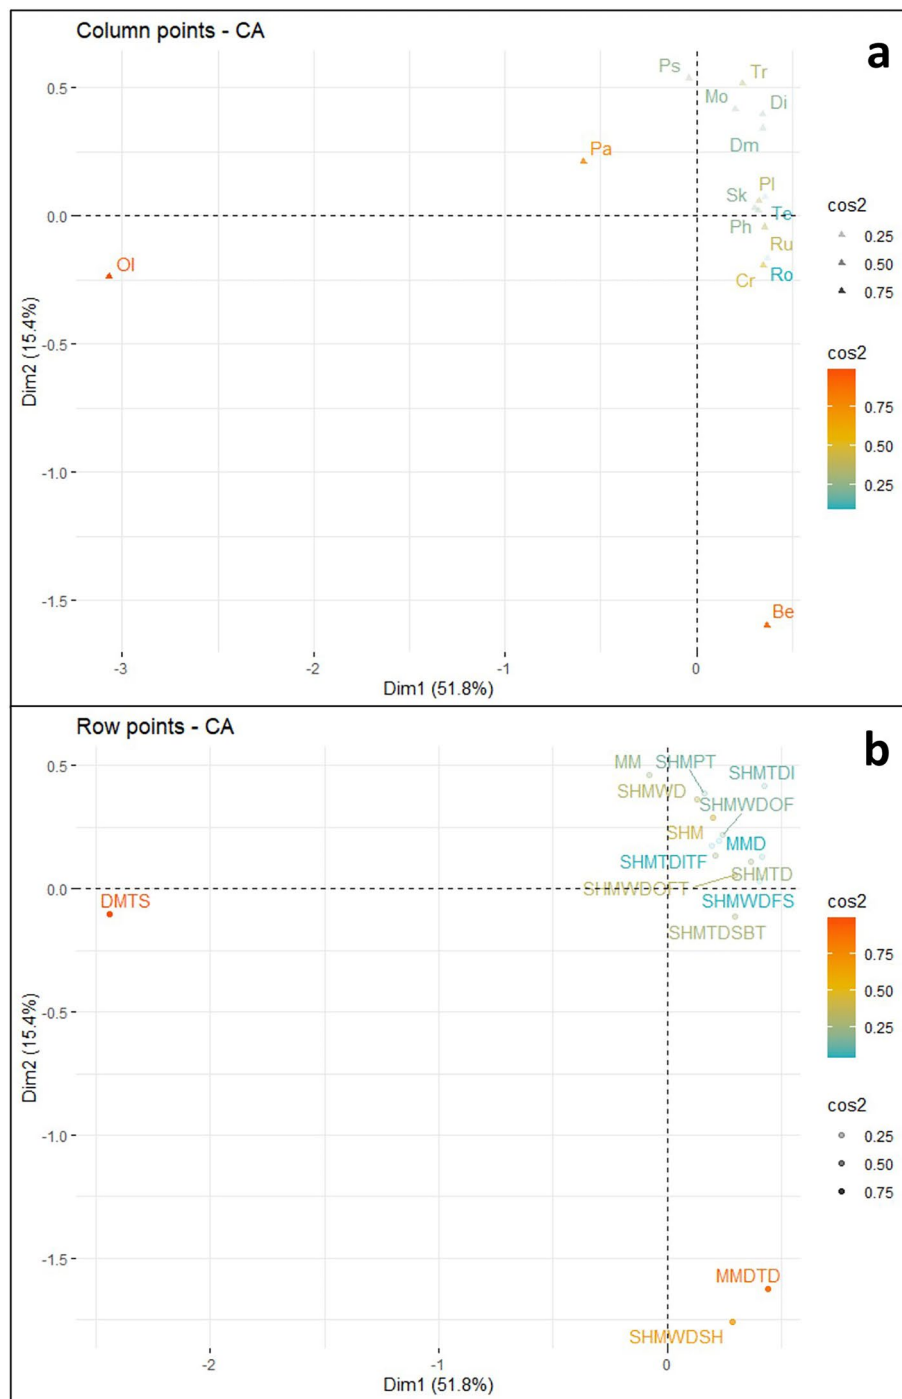 Column points - CA
a
Ps
Tr
Mo
Di
Dm
Pa
Pl
Sk
Te
Ph
Ru
Ol
Cr
Ro
Be
0.5
0.0
-0.5
-1.0
-1.5
Dim2 (15.4%)
-3
-2
-1
0
Dim1 (51.8%)
cos2
0.25
0.50
0.75
cos2
0.75
0.50
0.25
Row points - CA
b
MM
SHMPT
SHMTDI
SHMWD
SHMWDOF
SHM
MMD
SHMTDITF
SHMTD
SHMWDOFT
DMTS
SHMWDFS
SHMTDSBT
MMDTD
SHMWDSH
0.5
0.0
-0.5
-1.0
-1.5
Dim2 (15.4%)
-2
-1
0
Dim1 (51.8%)
cos2
0.75
0.50
0.25
cos2
0.25
0.50
0.75